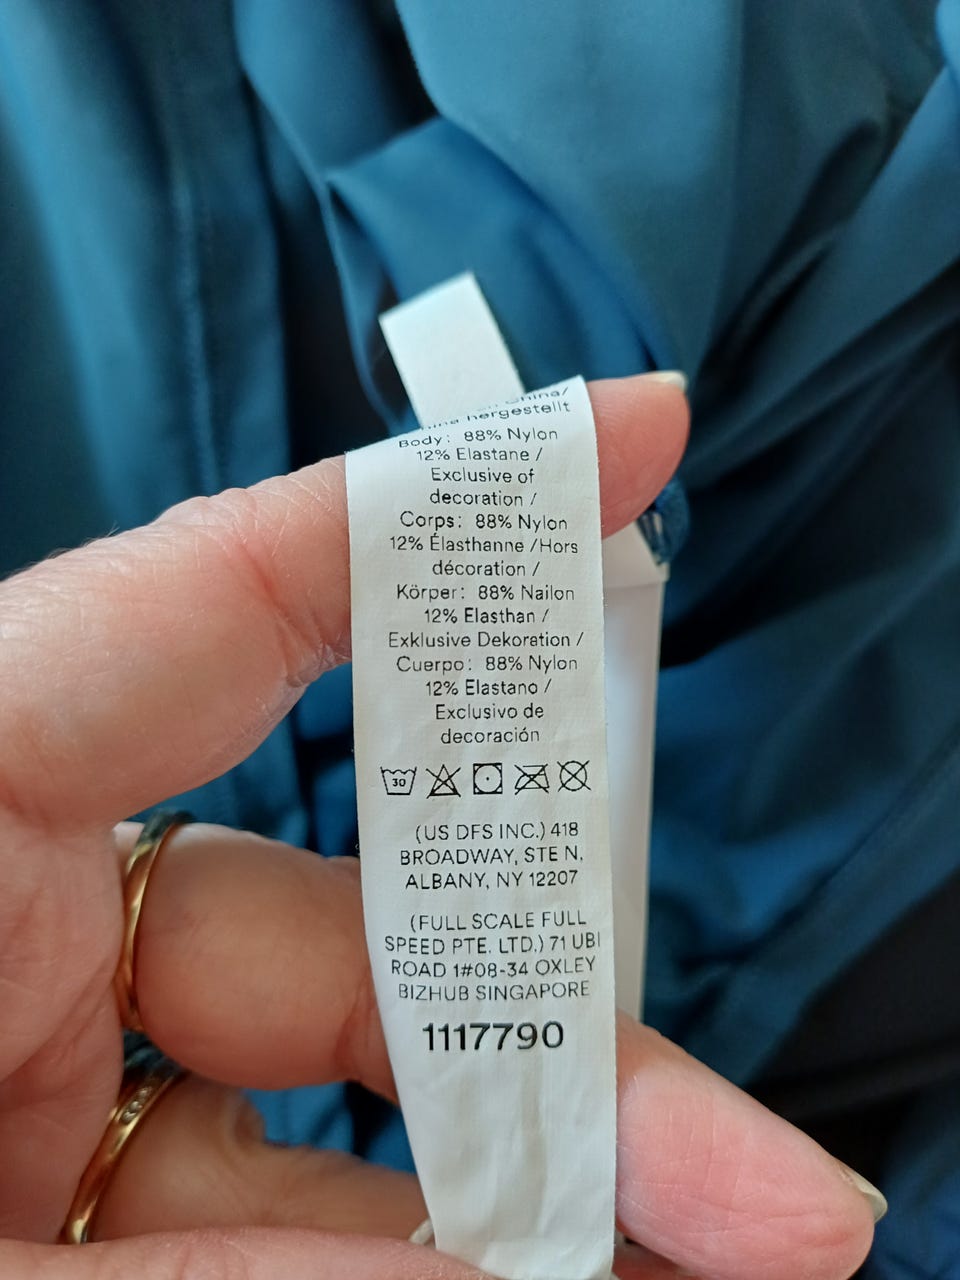 China/
hergestellt
Body: 88% Nylon
12% Elastane /
Exclusive of
decoration /
Corps: 88% Nylon
12% Élasthanne /Hors
décoration /
Körper: 88% Nailon
12% Elasthan /
Exklusive Dekoration /
Cuerpo: 88% Nylon
12% Elastano /
Exclusivo de
decoración
30
(US DFS INC.) 418
BROADWAY, STE N,
ALBANY, NY 12207
(FULL SCALE FULL
SPEED PTE. LTD.) 71 UBI
ROAD 1#08-34 OXLEY
BIZHUB SINGAPORE
1117790